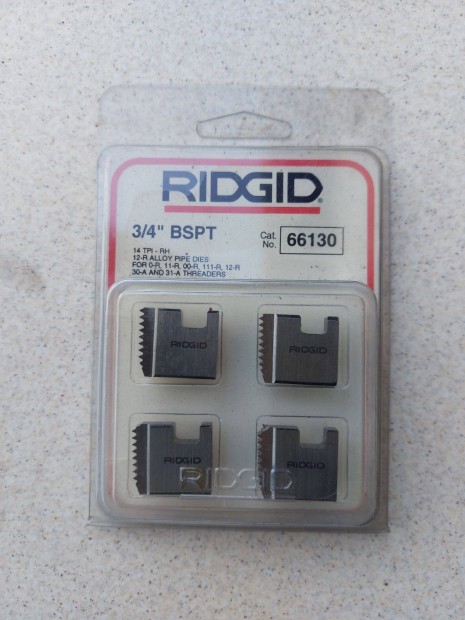 RIDGID®
3/4" BSPT
Cat. No. 66130
14 TPI - RH
12-R ALLOY PIPE DIES
FOR 0-R, 11-R, 00-R, 111-R, 12-R
30-A AND 31-A THREADERS
RIDGID
RIDGID
RIDGID
RIDGID
RIDGID